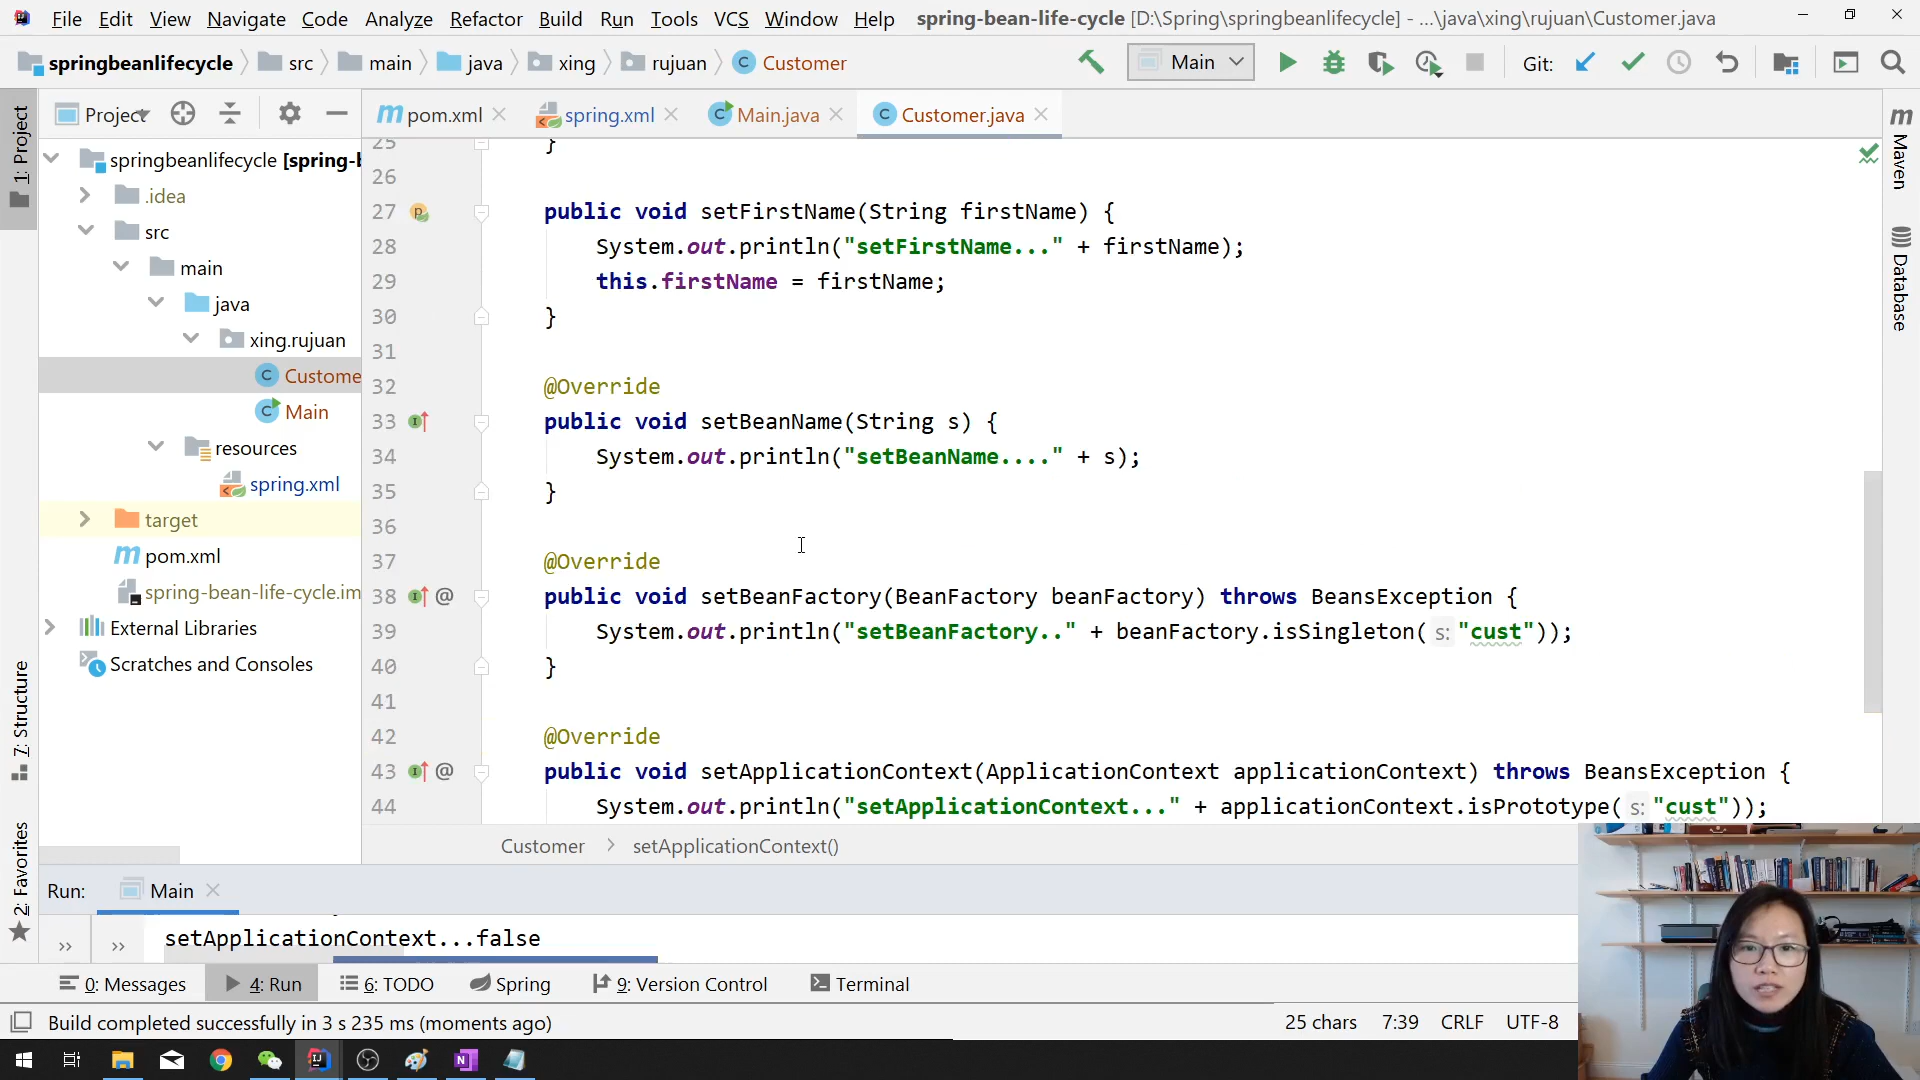 File Edit View Navigate Code Analyze Refactor Build Run Tools VCS Window Help spring-bean-life-cycle [D:\Spring\springbeanlifecycle] - ...\java\xing\rujuan\Customer.java
springbeanlifecycle src main java xing rujuan Customer Main Git:
Project pom.xml spring.xml Main.java Customer.java
1: Project
7: Structure
2: Favorites
Maven
Database
springbeanlifecycle [spring-b
.idea
src
main
java
xing.rujuan
Custome
Main
resources
spring.xml
target
pom.xml
spring-bean-life-cycle.im
External Libraries
Scratches and Consoles
25 }
26
27 public void setFirstName(String firstName) {
28 System.out.println("setFirstName..." + firstName);
29 this.firstName = firstName;
30 }
31
32 @Override
33 public void setBeanName(String s) {
34 System.out.println("setBeanName...." + s);
35 }
36
37 @Override
38 @ public void setBeanFactory(BeanFactory beanFactory) throws BeansException {
39 System.out.println("setBeanFactory.." + beanFactory.isSingleton( s: "cust"));
40 }
41
42 @Override
43 @ public void setApplicationContext(ApplicationContext applicationContext) throws BeansException {
44 System.out.println("setApplicationContext..." + applicationContext.isPrototype( s: "cust"));
Customer setApplicationContext()
Run: Main
setApplicationContext...false
0: Messages 4: Run 6: TODO Spring 9: Version Control Terminal
Build completed successfully in 3 s 235 ms (moments ago) 25 chars 7:39 CRLF UTF-8